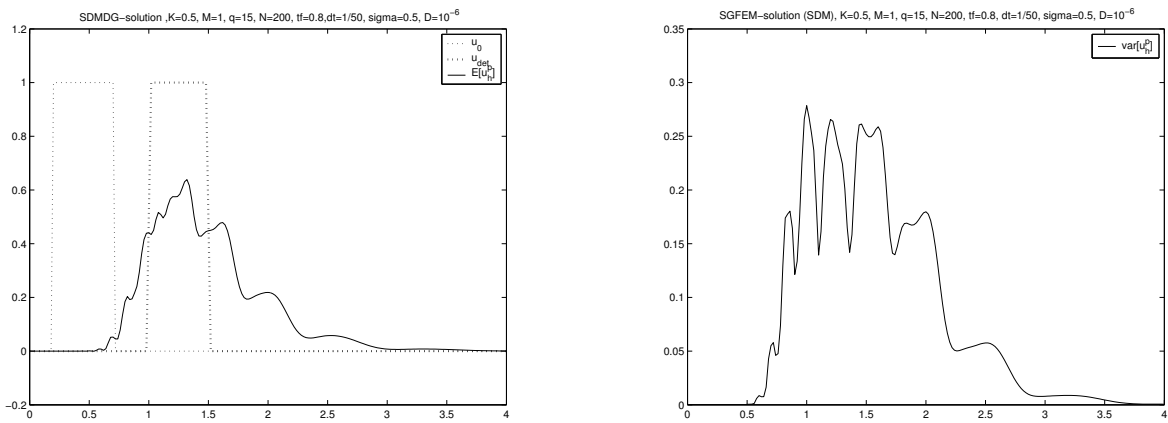 SDMDG-solution ,K=0.5, M=1, q=15, N=200, tf=0.8,dt=1/50, sigma=0.5, D=10⁻⁶
1.2
1
0.8
0.6
0.4
0.2
0
-0.2
0 0.5 1 1.5 2 2.5 3 3.5 4
u_0
u_det
E[u_h^p]
SGFEM-solution (SDM), K=0.5, M=1, q=15, N=200, tf=0.8, dt=1/50, sigma=0.5, D=10⁻⁶
0.35
0.3
0.25
0.2
0.15
0.1
0.05
0
0 0.5 1 1.5 2 2.5 3 3.5 4
var[u_h^p]